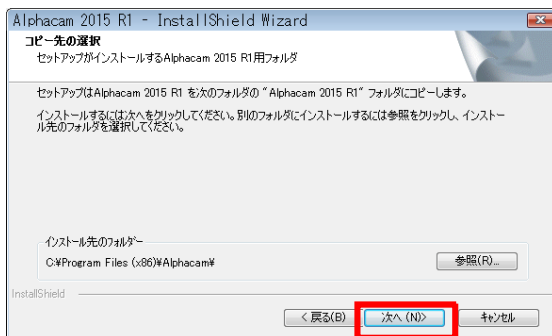 Alphacam 2015 R1 - InstallShield Wizard
コピー先の選択
セットアップがインストールするAlphacam 2015 R1用フォルダ
セットアップはAlphacam 2015 R1 を次のフォルダの "Alphacam 2015 R1" フォルダにコピーします。
インストールするには次へをクリックしてください。別のフォルダにインストールするには参照をクリックし、インストー
ル先のフォルダを選択してください。
インストール先のフォルダー
C:¥Program Files (x86)¥Alphacam¥
参照(R)...
InstallShield
< 戻る(B)
次へ (N)>
キャンセル